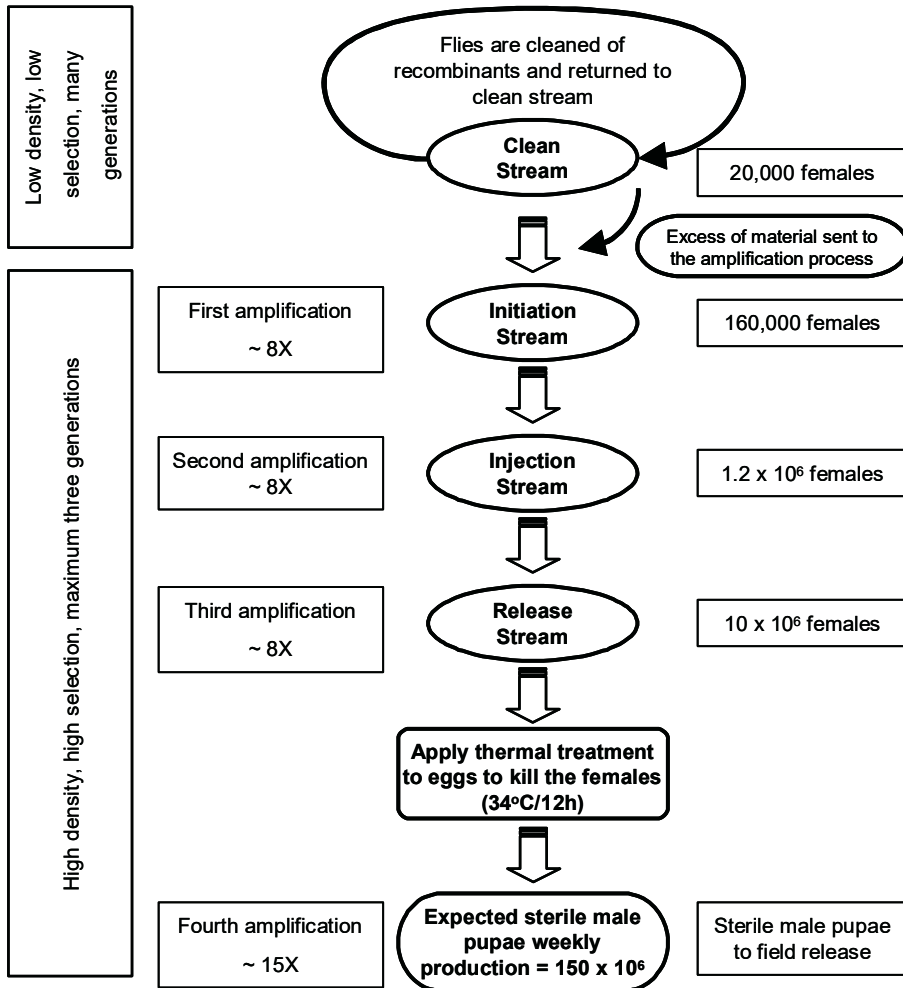 Low density, low
selection, many
generations
Flies are cleaned of
recombinants and returned to
clean stream
Clean
Stream
20,000 females
Excess of material sent to
the amplification process
High density, high selection, maximum three generations
First amplification
~ 8X
Initiation
Stream
160,000 females
Second amplification
~ 8X
Injection
Stream
1.2 x 10⁶ females
Third amplification
~ 8X
Release
Stream
10 x 10⁶ females
Apply thermal treatment
to eggs to kill the females
(34ºC/12h)
Fourth amplification
~ 15X
Expected sterile male
pupae weekly
production = 150 x 10⁶
Sterile male pupae
to field release